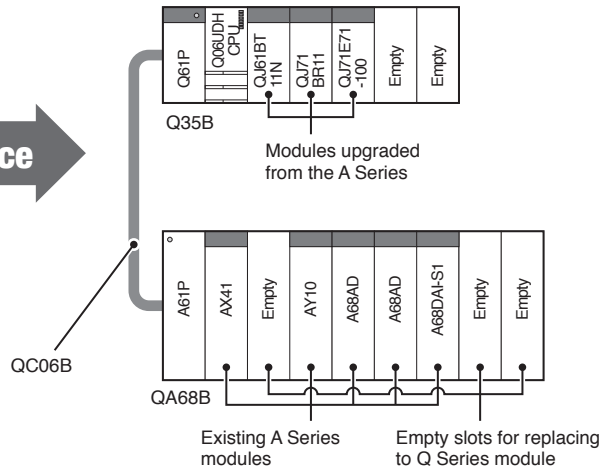 Q61P
Q06UDH
CPU
QJ61BT
11N
QJ71
BR11
QJ71E71
-100
Empty
Empty
Q35B
ce
Modules upgraded
from the A Series
A61P
AX41
Empty
AY10
A68AD
A68AD
A68DAI-S1
Empty
Empty
QC06B
QA68B
Existing A Series
modules
Empty slots for replacing
to Q Series module